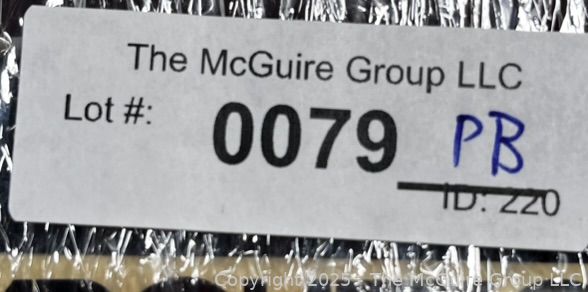 The McGuire Group LLC
Lot #: 0079 PB
ID: 220
Copyright 2025 - The McGuire Group LLC